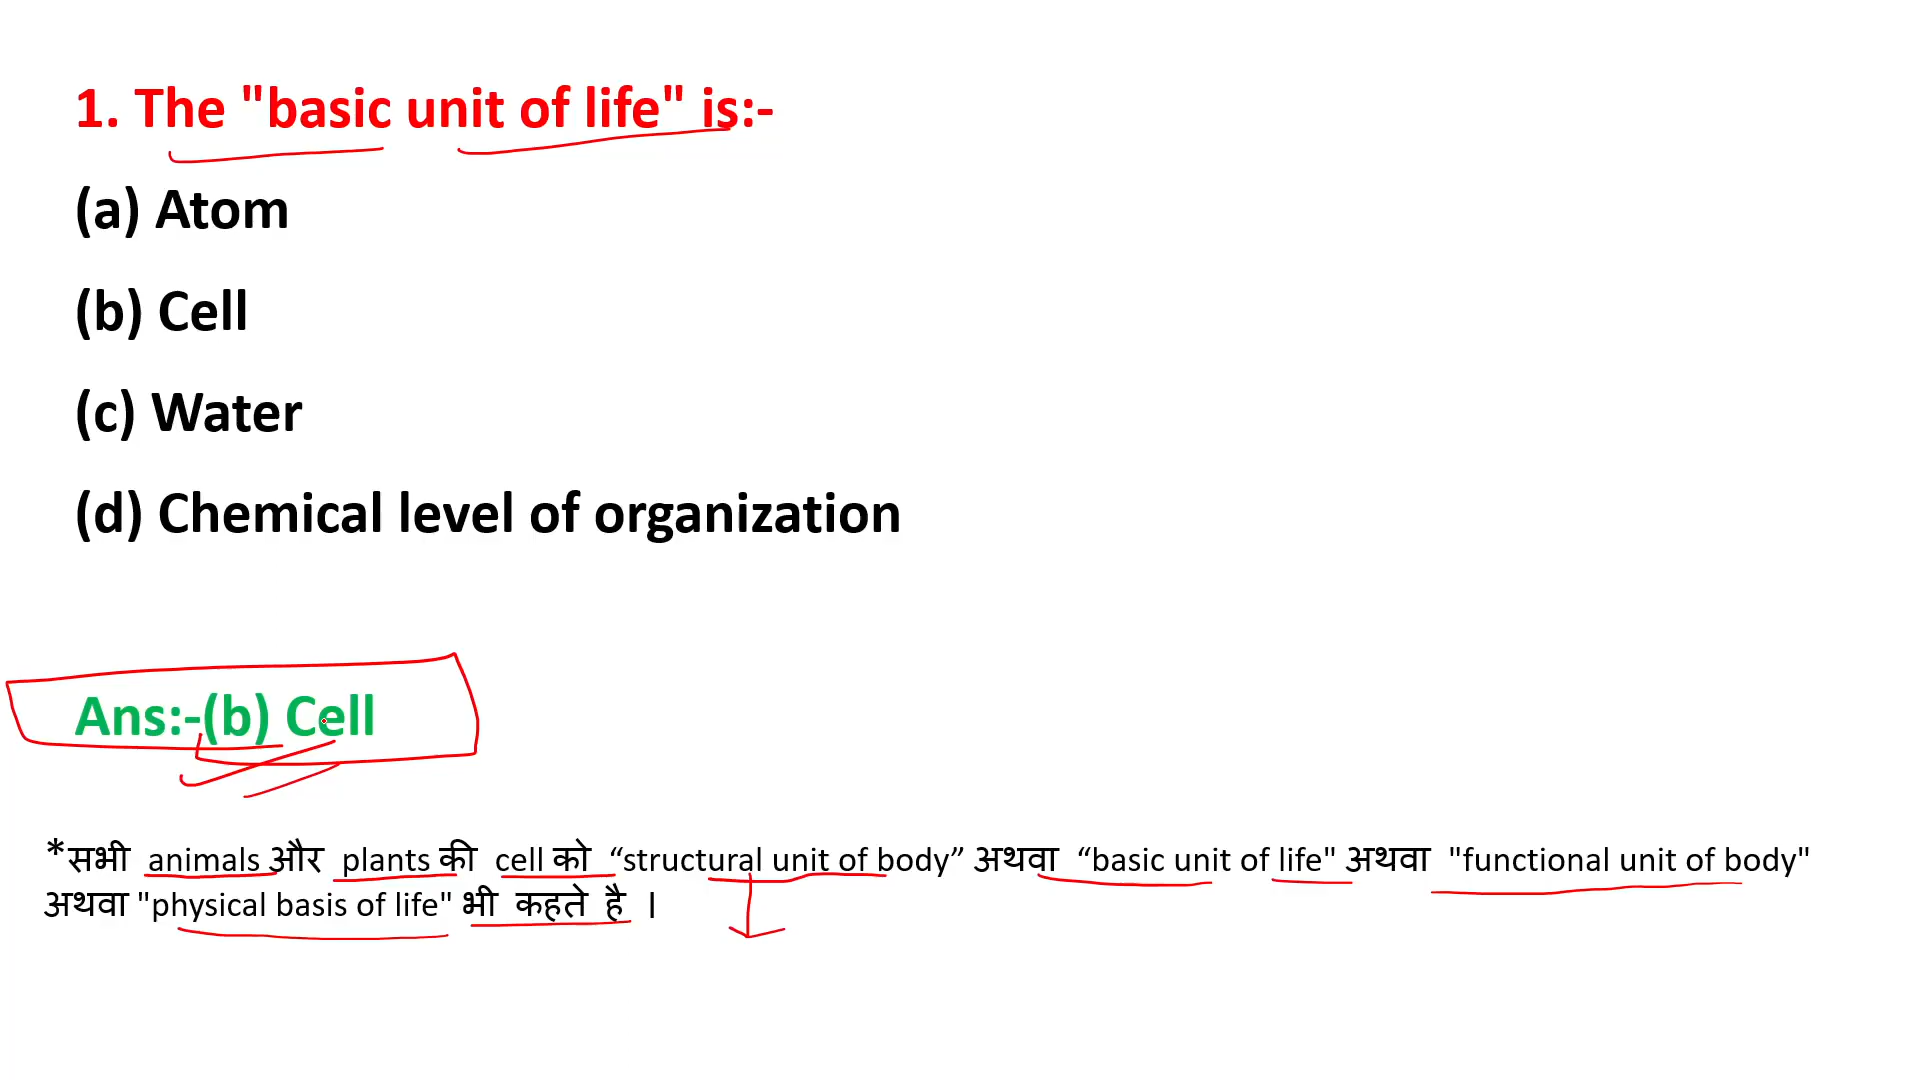 1. The "basic unit of life" is:-
(a) Atom
(b) Cell
(c) Water
(d) Chemical level of organization
Ans:-(b) Cell
*सभी animals और plants की cell को “structural unit of body” अथवा “basic unit of life" अथवा "functional unit of body"
अथवा "physical basis of life" भी कहते है ।